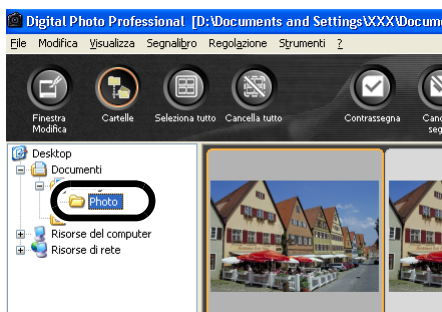 Digital Photo Professional [D:\Documents and Settings\XXX\Docume
File Modifica Visualizza Segnalibro Regolazione Strumenti ?
Finestra Modifica
Cartelle
Seleziona tutto
Cancella tutto
Contrassegna
Canc
seg
Desktop
Documenti
Photo
Risorse del computer
Risorse di rete